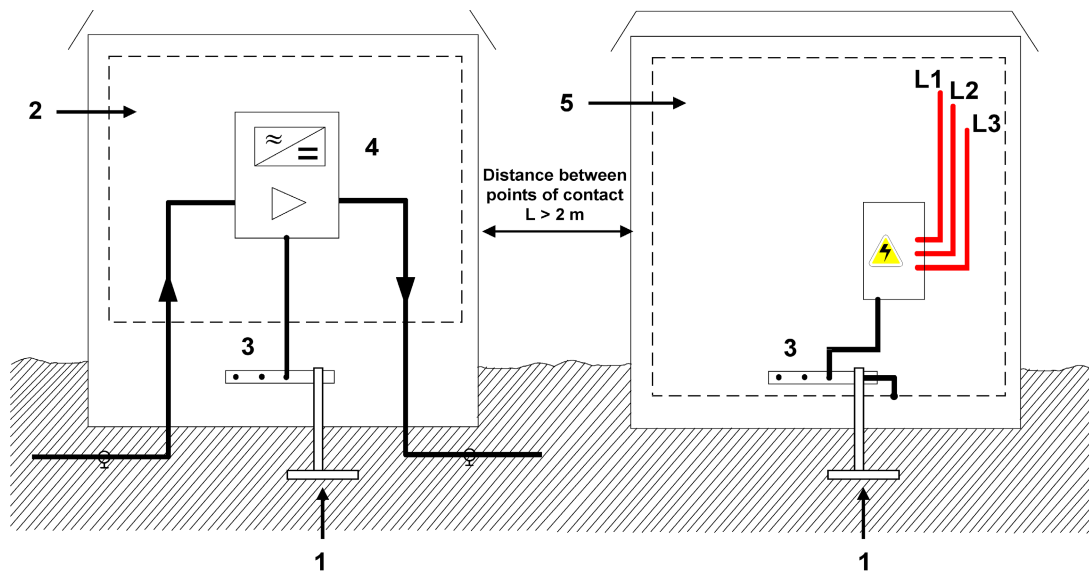 L1
L2
L3
2
5
4
Distance between
points of contact
L > 2 m
3
3
1
1